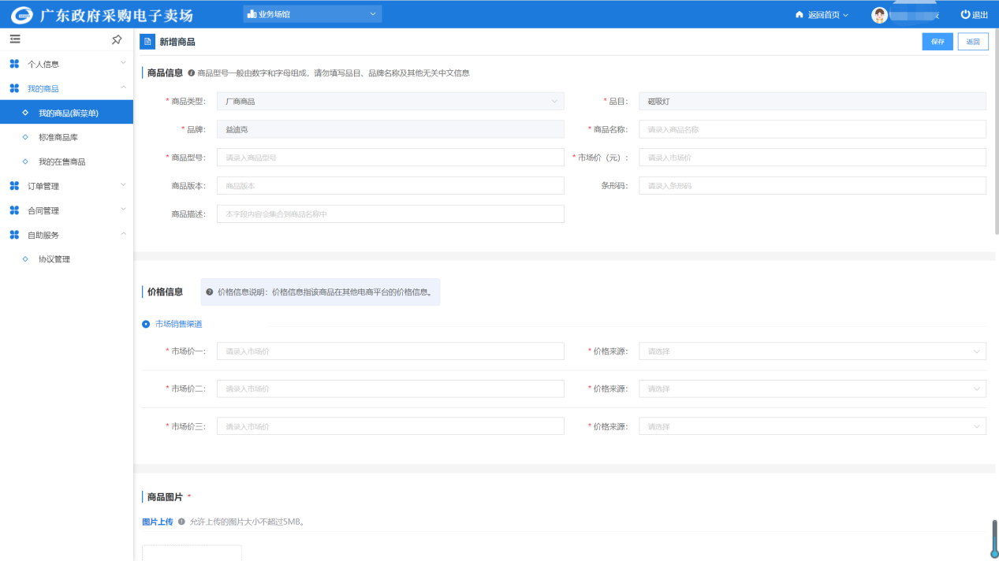 广东政府采购电子卖场
业务场馆
返回首页
退出
个人信息
我的商品
我的商品(新菜单)
标准商品库
我的在售商品
订单管理
合同管理
自助服务
协议管理
新增商品
保存
返回
商品信息 商品型号一般由数字和字母组成，请勿填写品目、品牌名称及其他无关中文信息
* 商品类型： 厂商商品
* 品目： 磁吸灯
* 品牌： 益迪克
* 商品名称： 请录入商品名称
* 商品型号： 请录入商品型号
* 市场价（元）： 请录入市场价
商品版本： 商品版本
条形码： 请录入条形码
商品描述： 本字段内容会集合到商品名称中
价格信息 价格信息说明：价格信息指该商品在其他电商平台的价格信息。
市场销售渠道
* 市场价一： 请录入市场价
* 价格来源： 请选择
* 市场价二： 请录入市场价
* 价格来源： 请选择
* 市场价三： 请录入市场价
* 价格来源： 请选择
商品图片 *
图片上传 允许上传的图片大小不超过5MB。